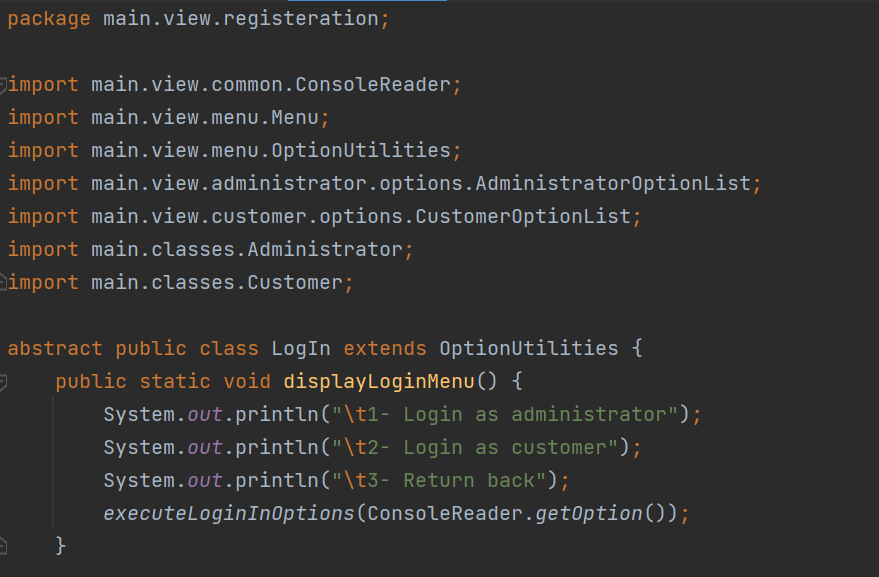 package main.view.registeration;
import main.view.common.ConsoleReader;
import main.view.menu.Menu;
import main.view.menu.OptionUtilities;
import main.view.administrator.options.AdministratorOptionList;
import main.view.customer.options.CustomerOptionList;
import main.classes.Administrator;
import main.classes.Customer;
abstract public class LogIn extends OptionUtilities {
    public static void displayLoginMenu() {
        System.out.println("\t1- Login as administrator");
        System.out.println("\t2- Login as customer");
        System.out.println("\t3- Return back");
        executeLoginInOptions(ConsoleReader.getOption());
    }